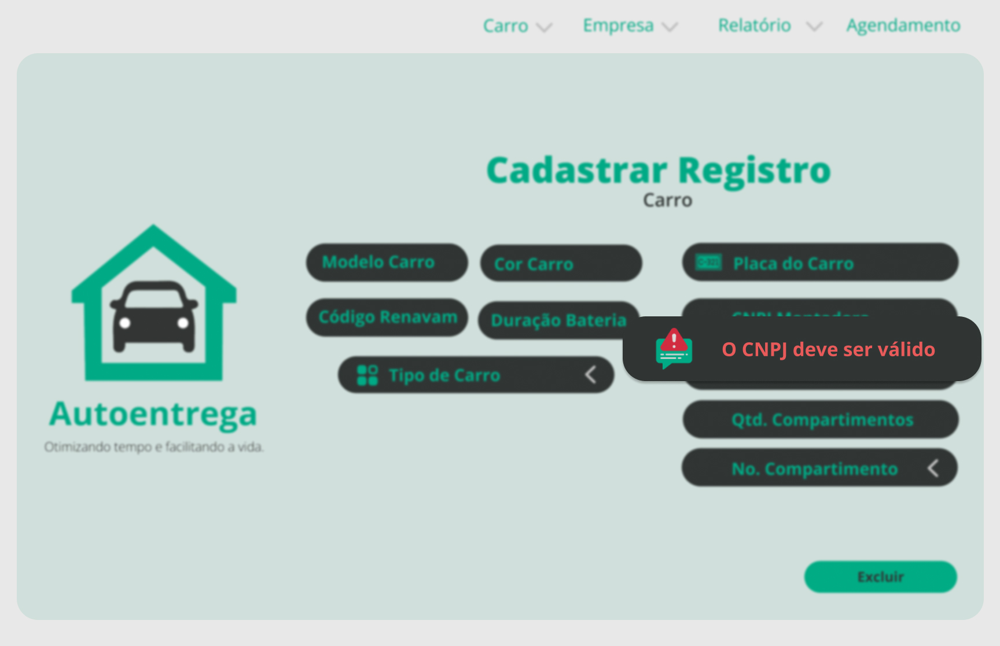 Carro
Empresa
Relatório
Agendamento
Cadastrar Registro
Carro
Modelo Carro
Cor Carro
Placa do Carro
Código Renavam
Duração Bateria
O CNPJ deve ser válido
Tipo de Carro
Autoentrega
Otimizando tempo e facilitando a vida.
Qtd. Compartimentos
No. Compartimento
Excluir